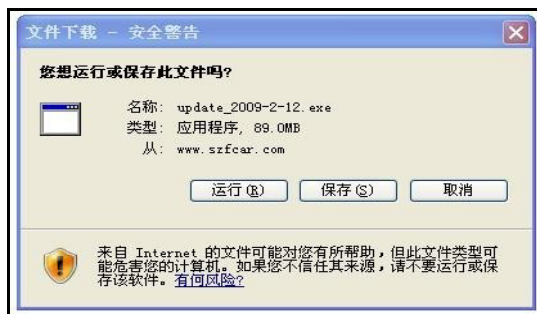 文件下载 - 安全警告
您想运行或保存此文件吗?
名称: update_2009-2-12.exe
类型: 应用程序, 89.0MB
从: www.szfcar.com
运行(R) 保存(S) 取消
来自 Internet 的文件可能对您有所帮助，但此文件类型可
能危害您的计算机。如果您不信任其来源，请不要运行或保
存该软件。有何风险?